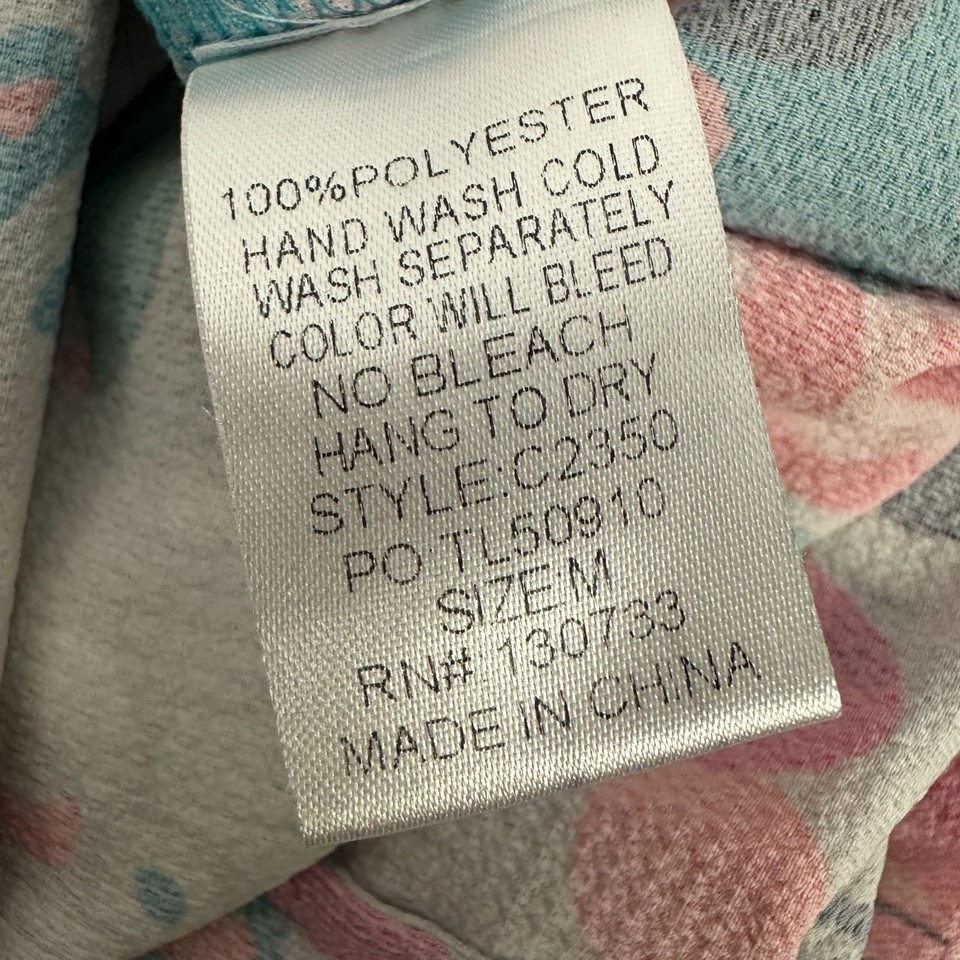 100%POLYESTER
HAND WASH COLD
WASH SEPARATELY
COLOR WILL BLEED
NO BLEACH
HANG TO DRY
STYLE:C2350
PO:TL50910
SIZE:M
RN# 130733
MADE IN CHINA